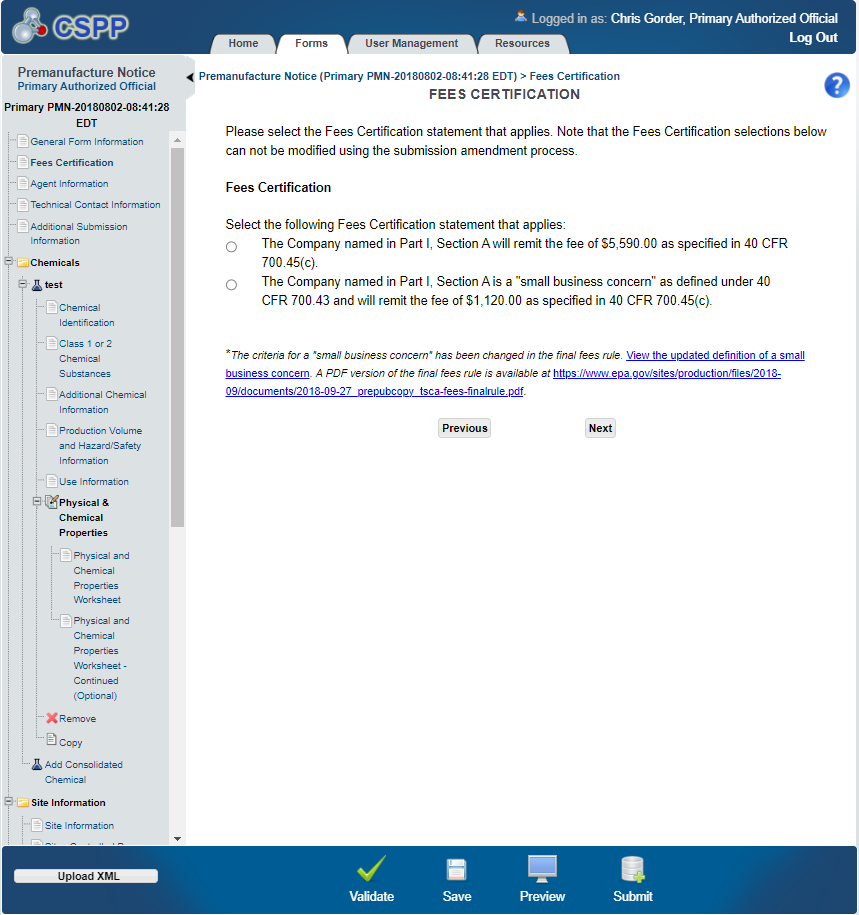 CSPP
Logged in as: Chris Gorder, Primary Authorized Official
Log Out
Home
Forms
User Management
Resources
Premanufacture Notice
Primary Authorized Official
Primary PMN-20180802-08:41:28
EDT
General Form Information
Fees Certification
Agent Information
Technical Contact Information
Additional Submission
Information
Chemicals
test
Chemical
Identification
Class 1 or 2
Chemical
Substances
Additional Chemical
Information
Production Volume
and Hazard/Safety
Information
Use Information
Physical &
Chemical
Properties
Physical and
Chemical
Properties
Worksheet
Physical and
Chemical
Properties
Worksheet -
Continued
(Optional)
Remove
Copy
Add Consolidated
Chemical
Site Information
Site Information
Premanufacture Notice (Primary PMN-20180802-08:41:28 EDT) > Fees Certification
FEES CERTIFICATION
?
Please select the Fees Certification statement that applies. Note that the Fees Certification selections below
can not be modified using the submission amendment process.
Fees Certification
Select the following Fees Certification statement that applies:
The Company named in Part I, Section A will remit the fee of $5,590.00 as specified in 40 CFR
700.45(c).
The Company named in Part I, Section A is a "small business concern" as defined under 40
CFR 700.43 and will remit the fee of $1,120.00 as specified in 40 CFR 700.45(c).
*The criteria for a "small business concern" has been changed in the final fees rule. View the updated definition of a small
business concern. A PDF version of the final fees rule is available at https://www.epa.gov/sites/production/files/2018-
09/documents/2018-09-27_prepubcopy_tsca-fees-finalrule.pdf.
Previous
Next
Upload XML
Validate
Save
Preview
Submit